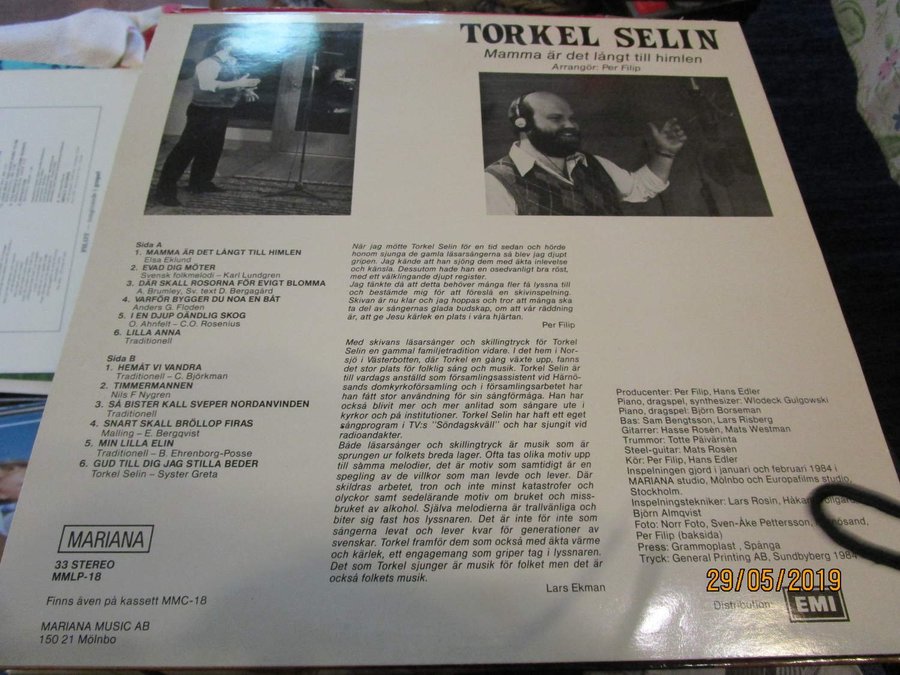 TORKEL SELIN
Mamma är det långt till himlen
Arrangör: Per Filip
Sida A
1. MAMMA ÄR DET LÅNGT TILL HIMLEN
Elsa Eklund
2. EVAD DIG MÖTER
Svensk folkmelodi – Karl Lundgren
3. DÄR SKALL ROSORNA FÖR EVIGT BLOMMA
A. Brumley, Sv. text D. Bergagård
4. VARFÖR BYGGER DU NOA EN BÅT
Anders G. Floden
5. I EN DJUP OÄNDLIG SKOG
O. Ahnfelt – C.O. Rosenius
6. LILLA ANNA
Traditionell
Sida B
1. HEMÅT VI VANDRA
Traditionell – C. Björkman
2. TIMMERMANNEN
Nils F Nygren
3. SÅ BISTER KALL SVEPER NORDANVINDEN
Traditionell
4. SNART SKALL BRÖLLOP FIRAS
Malling – E. Bergqvist
5. MIN LILLA ELIN
Traditionell – B. Ehrenborg-Posse
6. GUD TILL DIG JAG STILLA BEDER
Torkel Selin – Syster Greta
MARIANA
33 STEREO
MMLP-18
Finns även på kassett MMC-18
MARIANA MUSIC AB
150 21 Mölnbo
När jag mötte Torkel Selin för en tid sedan och hörde
honom sjunga de gamla läsarsångerna så blev jag djupt
gripen. Jag kände att han sjöng dem med äkta inlevelse
och känsla. Dessutom hade han en osedvanligt bra röst,
med ett välklingande djupt register.
Jag tänkte då att detta behöver många fler få lyssna till
och bestämde mig för att föreslå en skivinspelning.
Skivan är nu klar och jag hoppas och tror att många ska
ta del av sångernas glada budskap, om att vår räddning
är, att ge Jesu kärlek en plats i våra hjärtan.
Per Filip
Med skivans läsarsånger och skillingtryck för Torkel
Selin en gammal familjetradition vidare. I det hem i Nor-
sjö i Västerbotten, där Torkel en gång växte upp, fanns
det stor plats för folklig sång och musik. Torkel Selin är
till vardags anställd som församlingsassistent vid Härnö-
sands domkyrkoförsamling och i församlingsarbetet har
han fått stor användning för sin sångförmåga. Han har
också blivit mer och mer anlitad som sångare ute i
kyrkor och på institutioner. Torkel Selin har haft ett eget
sångprogram i TV:s "Söndagskväll" och har sjungit vid
radioandakter.
Både läsarsånger och skillingtryck är musik som är
sprungen ur folkets breda lager. Ofta tas olika motiv upp
till samma melodier, det är motiv som samtidigt är en
spegling av de villkor som man levde och lever. Där
skildras arbetet, tron och inte minst katastrofer och
olyckor samt sedelärande motiv om bruket och miss-
bruket av alkohol. Själva melodierna är trallvänliga och
biter sig fast hos lyssnaren. Det är inte för inte som
sångerna levat och lever kvar för generationer av
svenskar. Torkel framför dem som också med äkta värme
och kärlek, ett engagemang som griper tag i lyssnaren.
Det som Torkel sjunger är musik för folket men det är
också folkets musik.
Lars Ekman
Producenter: Per Filip, Hans Edler
Piano, dragspel, synthesizer: Wlodeck Gulgowski
Piano, dragspel: Björn Borseman
Bas: Sam Bengtsson, Lars Risberg
Gitarrer: Hasse Rosén, Mats Westman
Trummor: Totte Päivärinta
Steel-guitar: Mats Rosén
Kör: Per Filip, Hans Edler
Inspelningen gjord i januari och februari 1984 i
MARIANA studio, Mölnbo och Europafilms studio,
Stockholm.
Inspelningstekniker: Lars Rosin,
Björn Almqvist
Foto: Norr Foto, Sven-Åke Pettersson,
Per Filip (baksida)
Press: Grammoplast, Spånga
Tryck: General Printing AB, Sundbyberg 1984
29/05/2019
Distribution: EMI